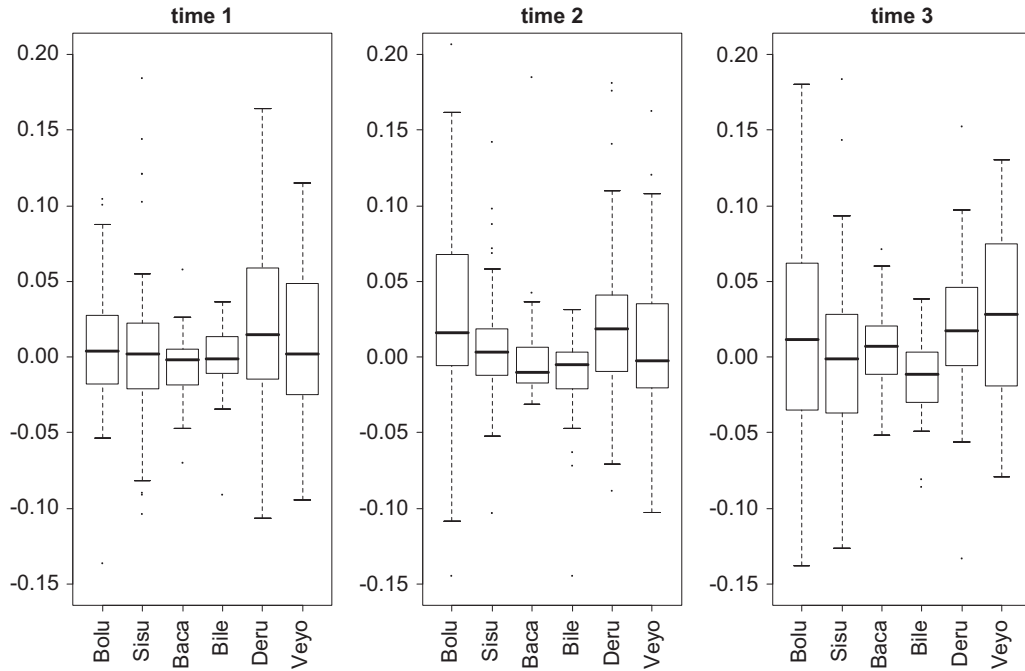 time 1
0.20
0.15
0.10
0.05
0.00
-0.05
-0.10
-0.15
Bolu
Sisu
Baca
Bile
Deru
Veyo
time 2
0.20
0.15
0.10
0.05
0.00
-0.05
-0.10
-0.15
Bolu
Sisu
Baca
Bile
Deru
Veyo
time 3
0.20
0.15
0.10
0.05
0.00
-0.05
-0.10
-0.15
Bolu
Sisu
Baca
Bile
Deru
Veyo